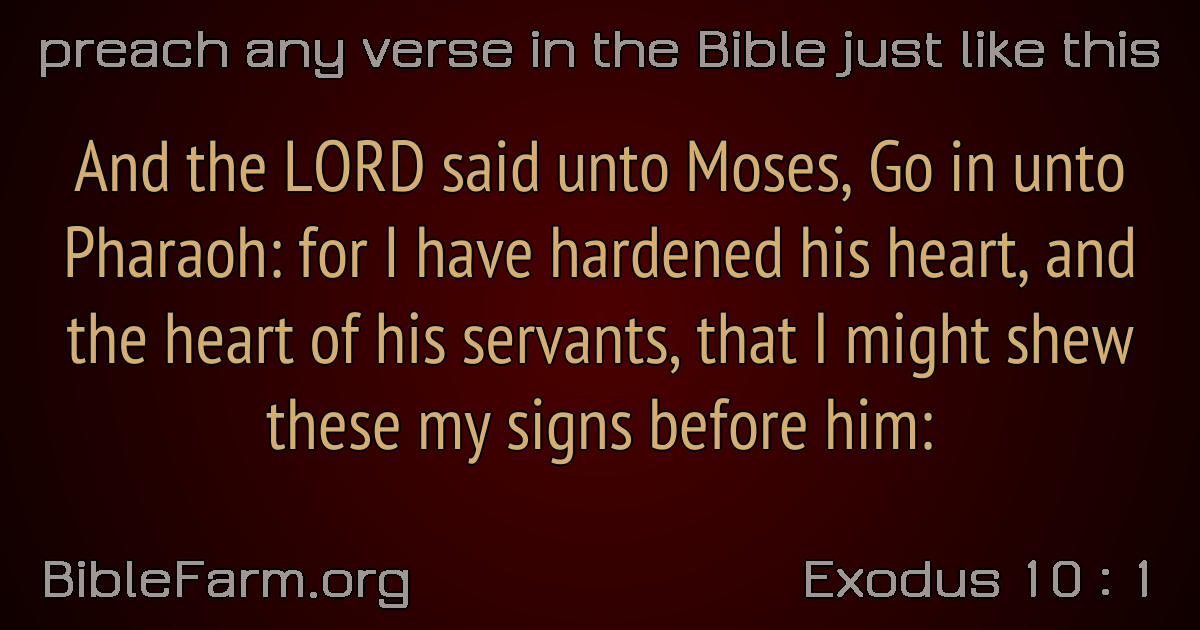 preach any verse in the Bible just like this
And the LORD said unto Moses, Go in unto
Pharaoh: for I have hardened his heart, and
the heart of his servants, that I might shew
these my signs before him:
BibleFarm.org
Exodus 10 : 1